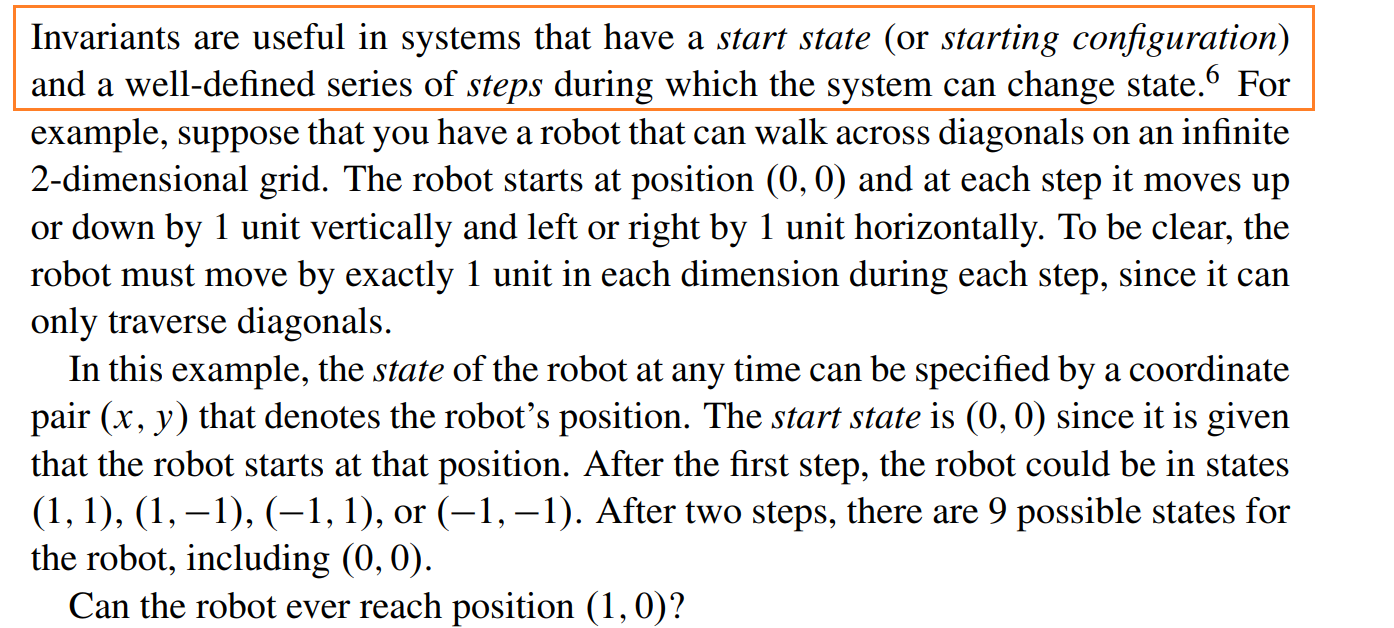 Invariants are useful in systems that have a start state (or starting configuration)
and a well-defined series of steps during which the system can change state.⁶ For
example, suppose that you have a robot that can walk across diagonals on an infinite
2-dimensional grid. The robot starts at position (0, 0) and at each step it moves up
or down by 1 unit vertically and left or right by 1 unit horizontally. To be clear, the
robot must move by exactly 1 unit in each dimension during each step, since it can
only traverse diagonals.
In this example, the state of the robot at any time can be specified by a coordinate
pair (x, y) that denotes the robot’s position. The start state is (0, 0) since it is given
that the robot starts at that position. After the first step, the robot could be in states
(1, 1), (1, −1), (−1, 1), or (−1, −1). After two steps, there are 9 possible states for
the robot, including (0, 0).
Can the robot ever reach position (1, 0)?